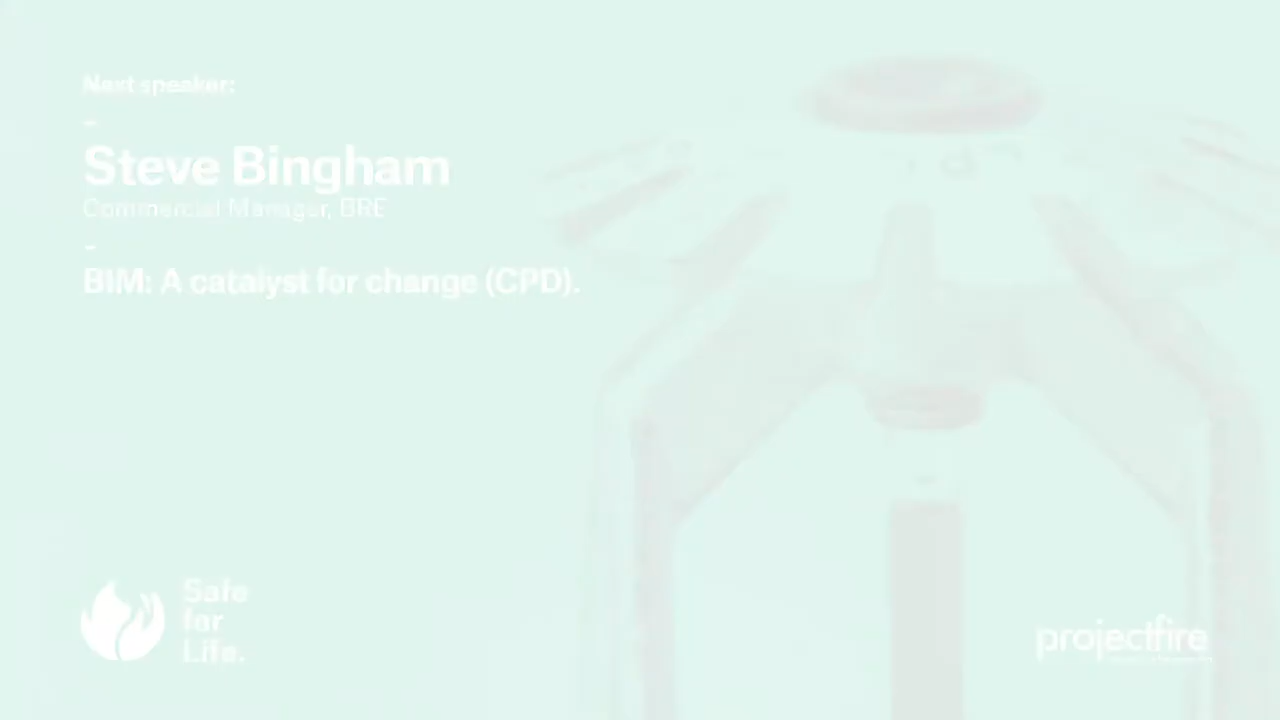 Next speaker:
–
Steve Bingham
Commercial Manager, BRE
–
BIM: A catalyst for change (CPD).
Safe
for
Life.
projectfire